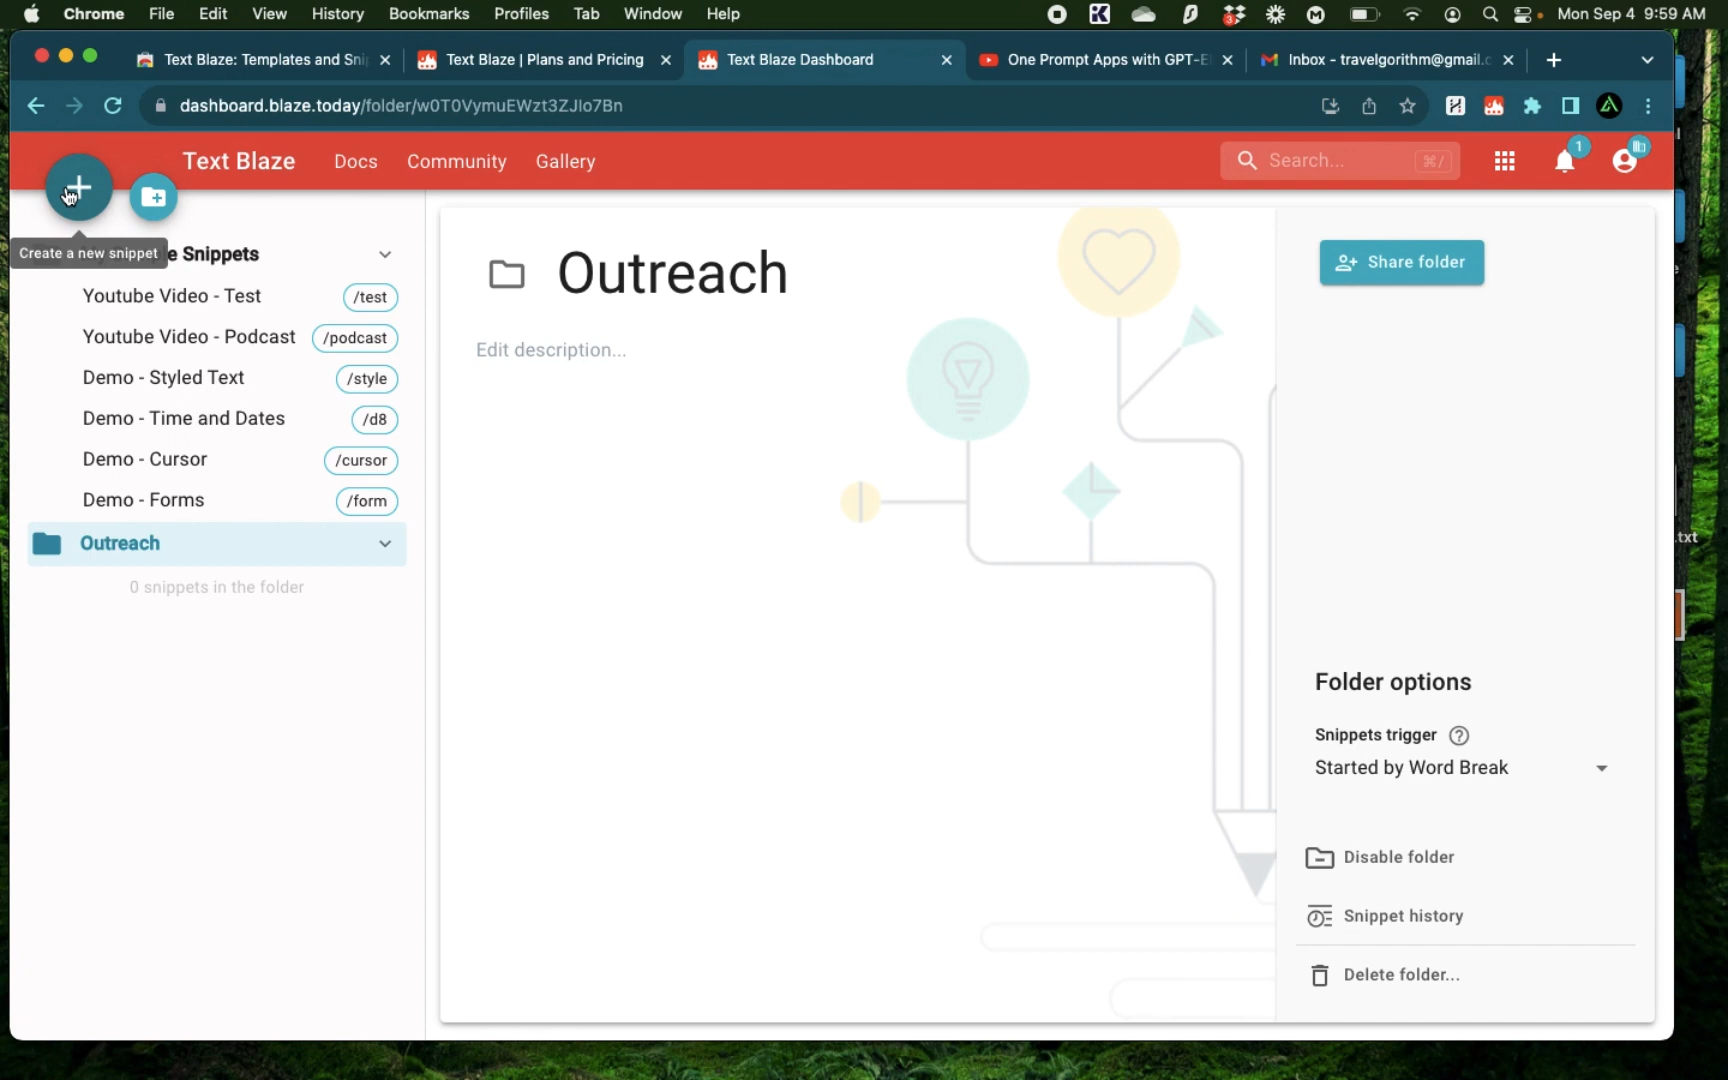 Chrome File Edit View History Bookmarks Profiles Tab Window Help Mon Sep 4 9:59 AM
Text Blaze: Templates and Sni Text Blaze | Plans and Pricing Text Blaze Dashboard One Prompt Apps with GPT-E Inbox - travelgorithm@gmail.c
dashboard.blaze.today/folder/w0T0VymuEWzt3ZJlo7Bn
Text Blaze Docs Community Gallery Search... ⌘/ 1
Create a new snippet
e Snippets
Youtube Video - Test /test
Youtube Video - Podcast /podcast
Demo - Styled Text /style
Demo - Time and Dates /d8
Demo - Cursor /cursor
Demo - Forms /form
Outreach
0 snippets in the folder
Outreach
Edit description...
Share folder
Folder options
Snippets trigger ?
Started by Word Break
Disable folder
Snippet history
Delete folder...
.txt